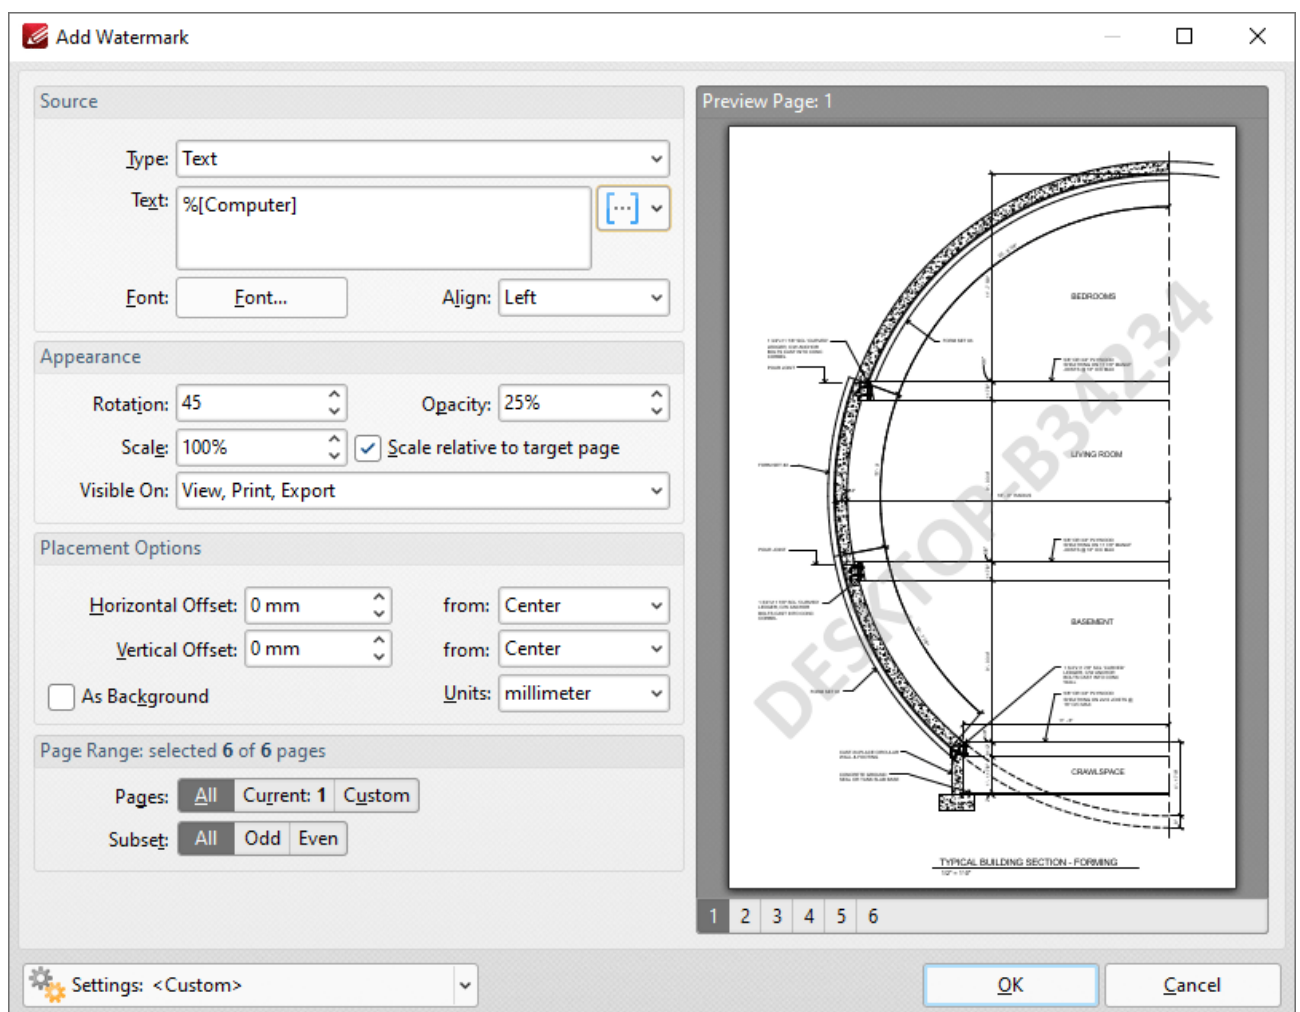 Add Watermark
Source
Type: Text
Text: %[Computer]
Font: Font... Align: Left
Appearance
Rotation: 45 Opacity: 25%
Scale: 100% Scale relative to target page
Visible On: View, Print, Export
Placement Options
Horizontal Offset: 0 mm from: Center
Vertical Offset: 0 mm from: Center
As Background Units: millimeter
Page Range: selected 6 of 6 pages
Pages: All Current: 1 Custom
Subset: All Odd Even
Preview Page: 1
BEDROOMS
LIVING ROOM
BASEMENT
CRAWLSPACE
DESKTOP-B34234
TYPICAL BUILDING SECTION - FORMING
1 2 3 4 5 6
Settings: <Custom>
OK Cancel